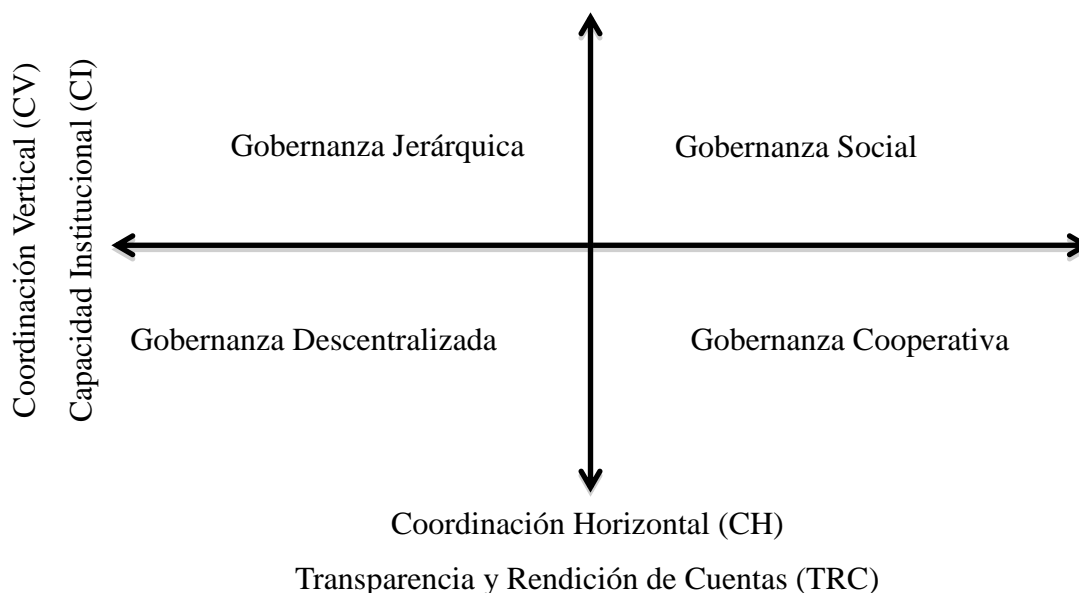 Coordinación Vertical (CV)
Capacidad Institucional (CI)
Gobernanza Jerárquica
Gobernanza Social
Gobernanza Descentralizada
Gobernanza Cooperativa
Coordinación Horizontal (CH)
Transparencia y Rendición de Cuentas (TRC)